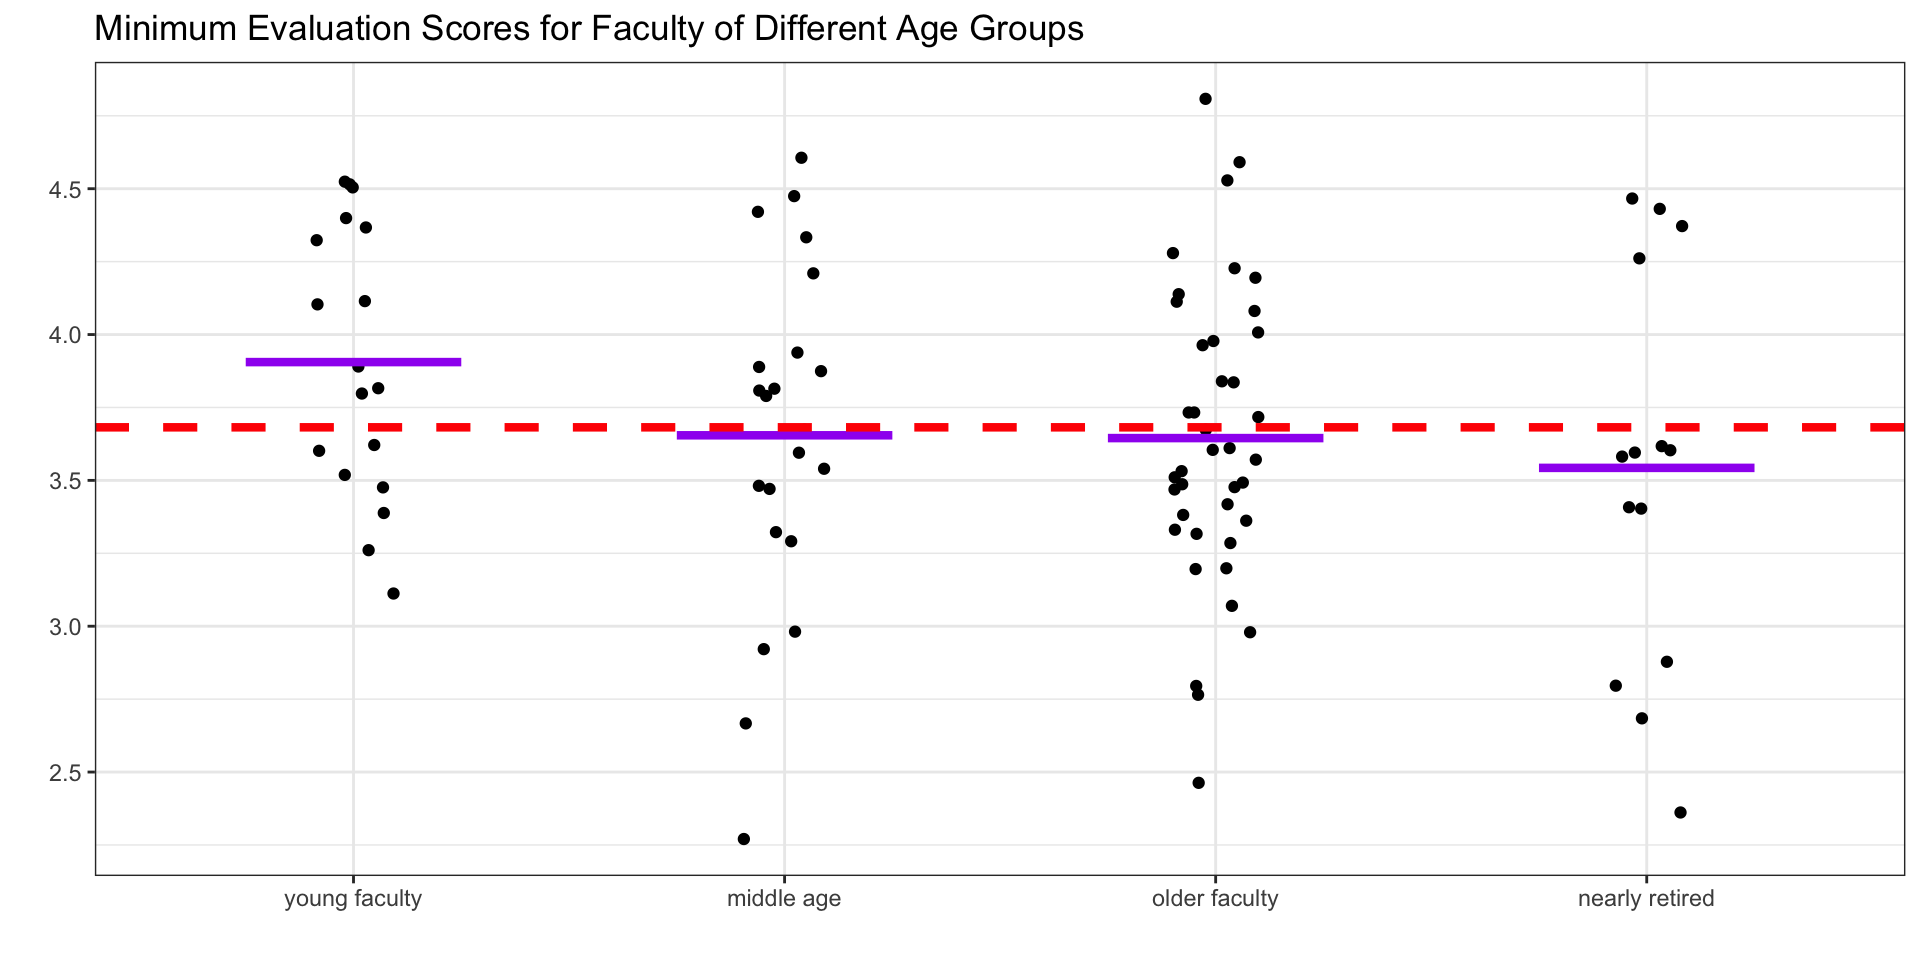 Minimum Evaluation Scores for Faculty of Different Age Groups
4.5
4.0
3.5
3.0
2.5
young faculty middle age older faculty nearly retired